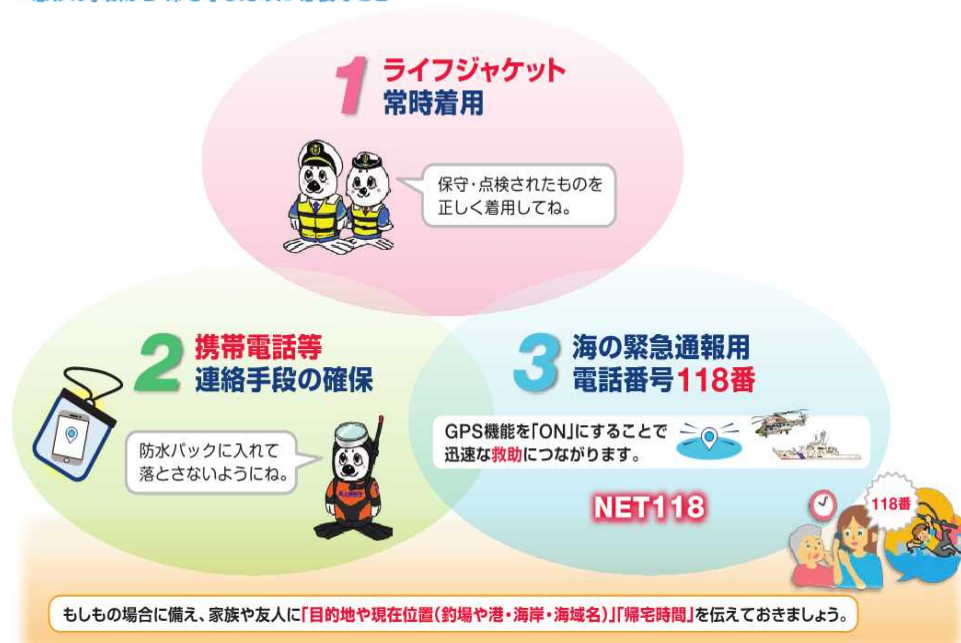 1 ライフジャケット
常時着用
保守・点検されたものを
正しく着用してね。
2 携帯電話等
連絡手段の確保
防水パックに入れて
落とさないようにね。
3 海の緊急通報用
電話番号118番
GPS機能を「ON」にすることで
迅速な救助につながります。
NET118
118番
もしもの場合に備え、家族や友人に「目的地や現在位置(釣場や港・海岸・海域名)」「帰宅時間」を伝えておきましょう。